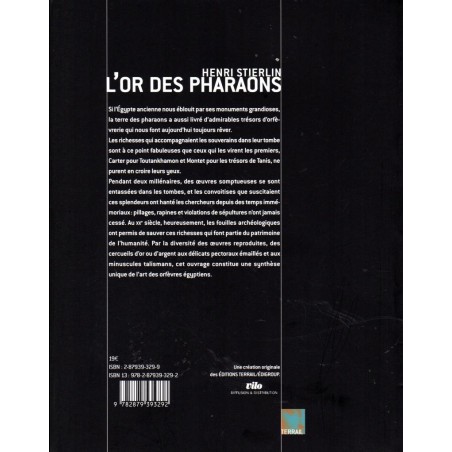 HENRI STIERLIN
L'OR DES PHARAONS
Si l'Égypte ancienne nous éblouit par ses monuments grandioses,
la terre des pharaons a aussi livré d'admirables trésors d'orfè-
vrerie qui nous font aujourd'hui toujours rêver.
Les richesses qui accompagnaient les souverains dans leur tombe
sont à ce point fabuleuses que ceux qui les virent les premiers,
Carter pour Toutankhamon et Montet pour les trésors de Tanis, ne
purent en croire leurs yeux.
Pendant deux millénaires, des œuvres somptueuses se sont
entassées dans les tombes, et les convoitises que suscitaient
ces splendeurs ont hanté les chercheurs depuis des temps immé-
moriaux : pillages, rapines et violations de sépultures n'ont jamais
cessé. Au XXe siècle, heureusement, les fouilles archéologiques
ont permis de sauver ces richesses qui font partie du patrimoine
de l'humanité. Par la diversité des œuvres reproduites, des
cercueils d'or ou d'argent aux délicats pectoraux émaillés et aux
minuscules talismans, cet ouvrage constitue une synthèse
unique de l'art des orfèvres égyptiens.
19€
ISBN : 2-87939-329-9
ISBN 13 : 978-2-87939-329-2
9 782879 393292
Une création originale
des ÉDITIONS TERRAIL/ÉDIGROUP
vilo
DIFFUSION & DISTRIBUTION
TERRAIL